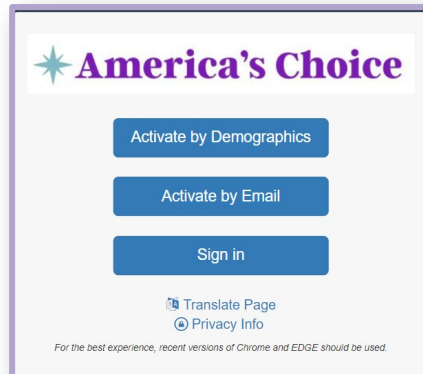 America's Choice
Activate by Demographics
Activate by Email
Sign in
Translate Page
Privacy Info
For the best experience, recent versions of Chrome and EDGE should be used.